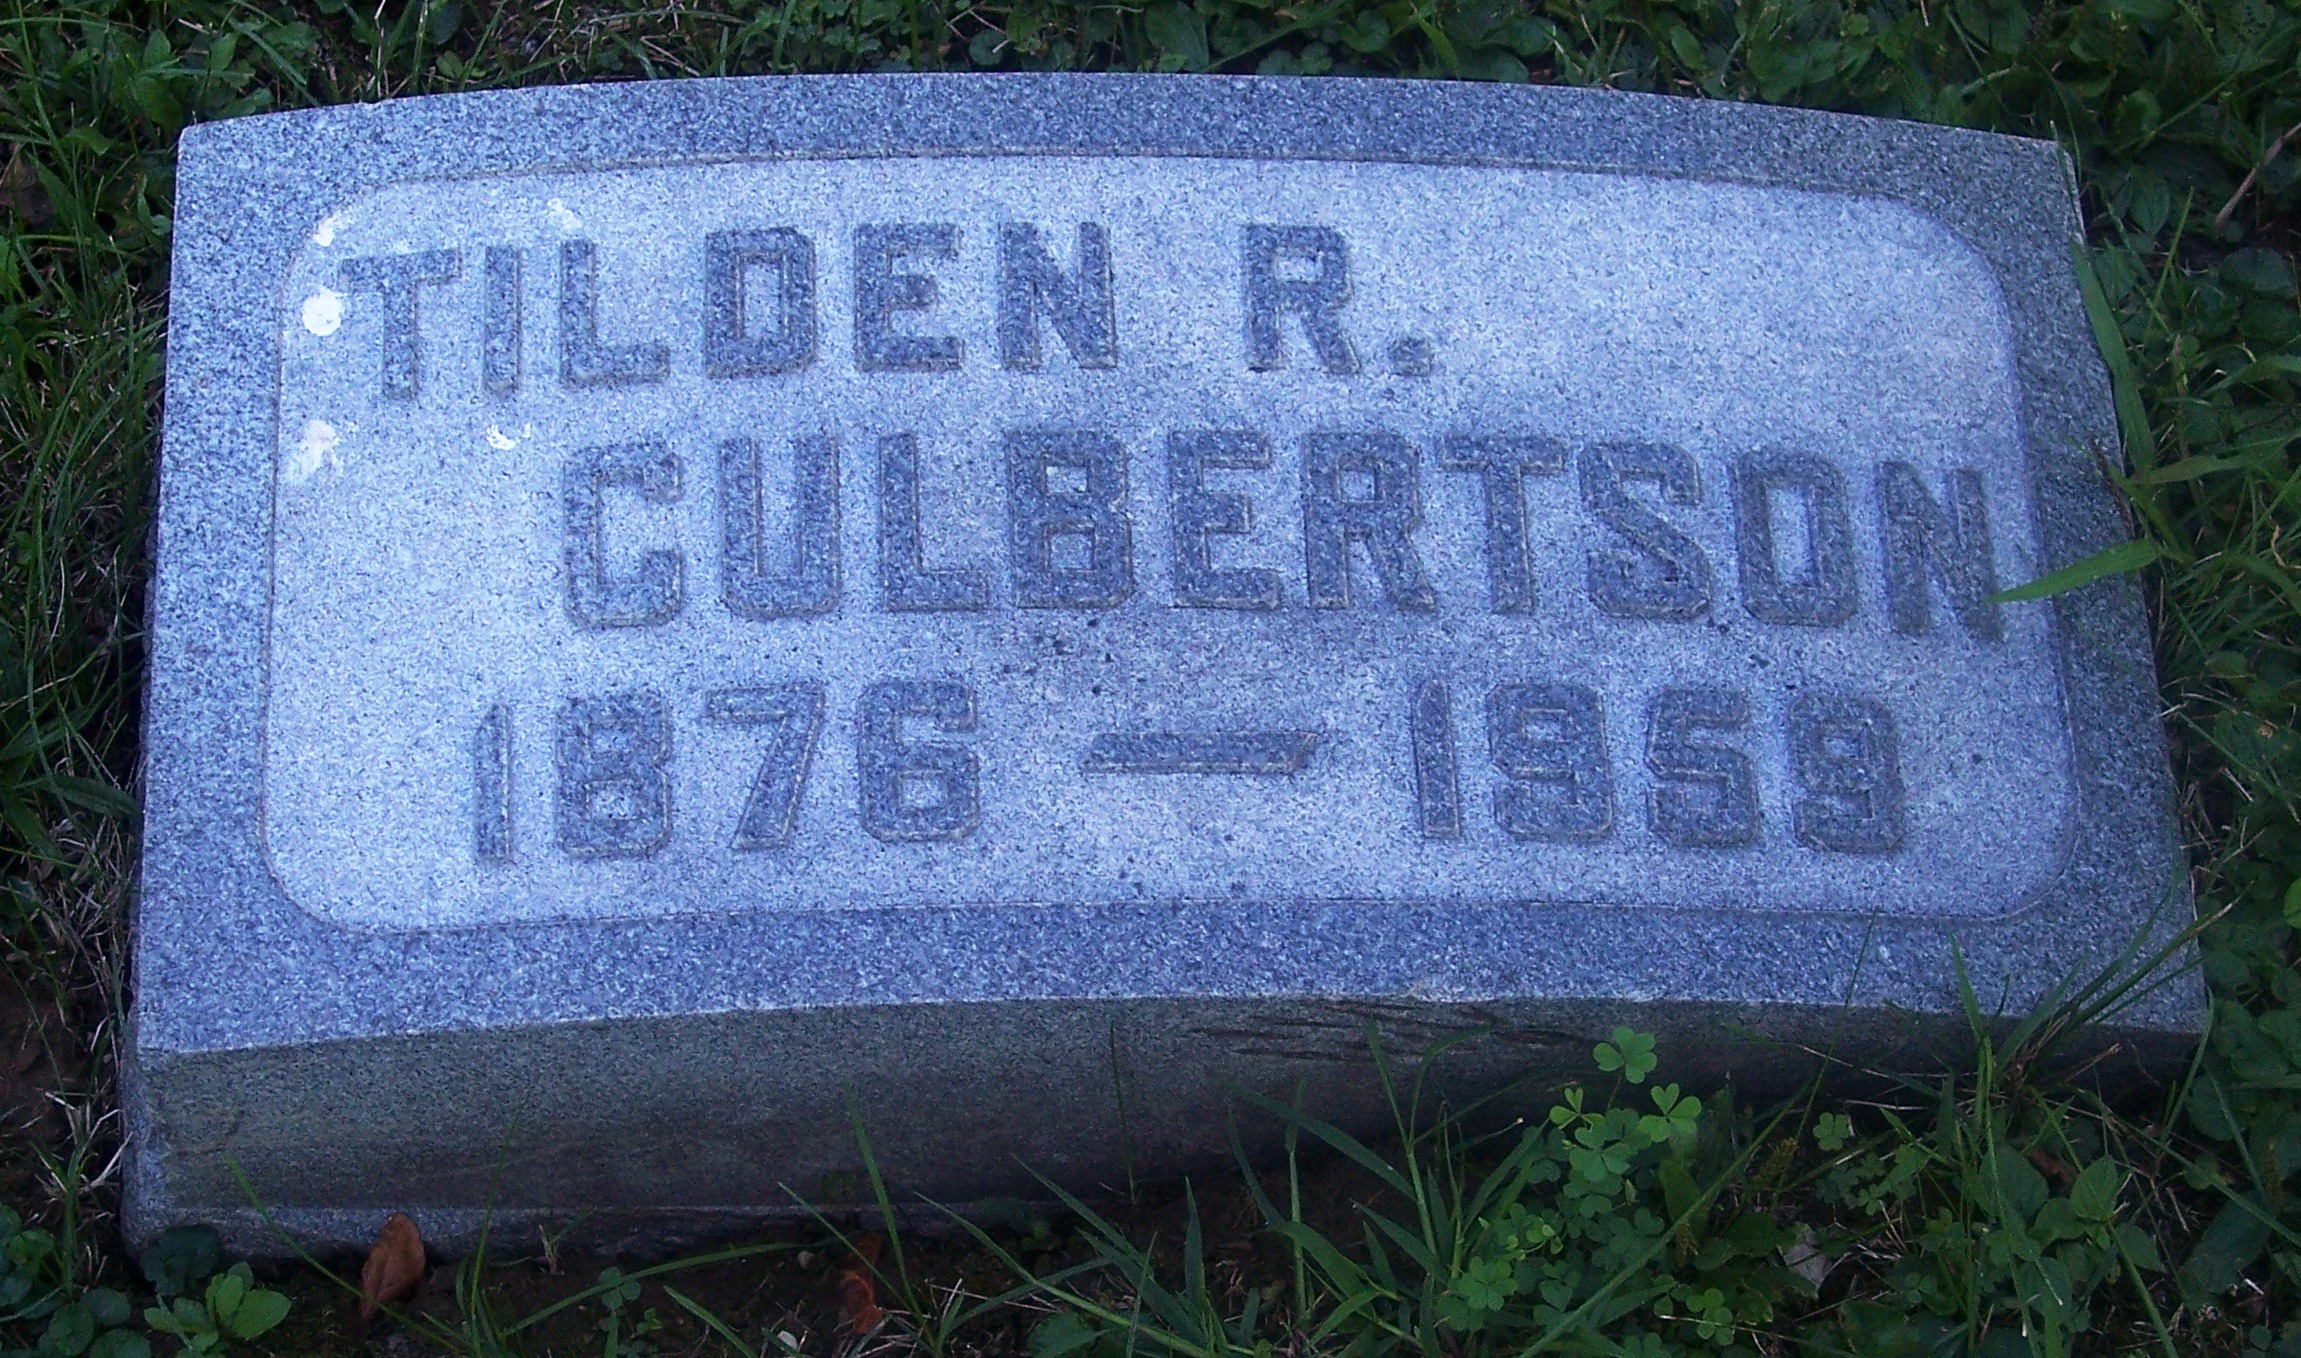 TILDEN R.
CULBERTSON
1876 — 1959